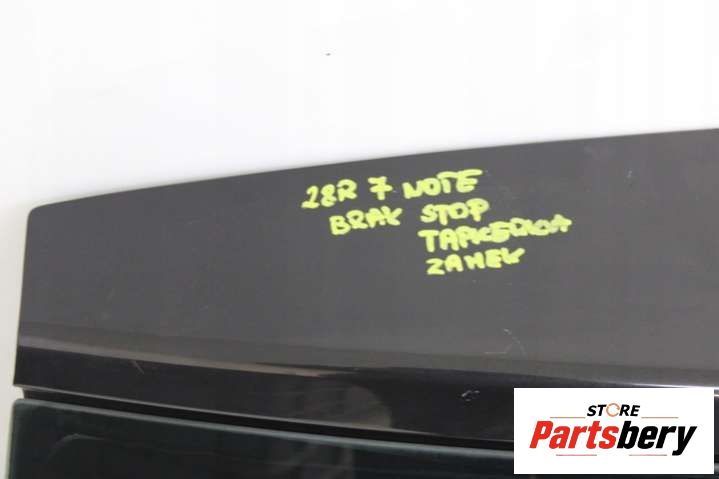 28R 7 NOTE
BRAK STOP
TAPICERKA
ZAMEK
STORE
Partsbery